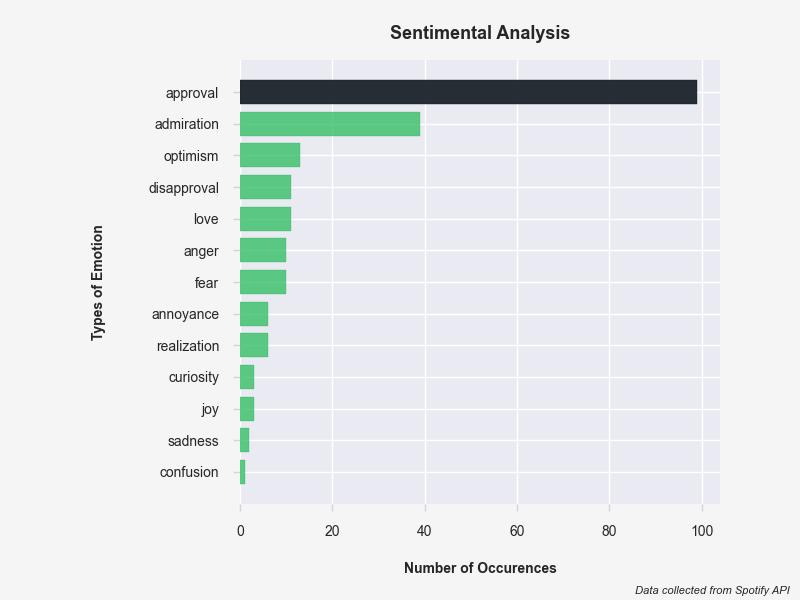 Sentimental Analysis
Types of Emotion
approval
admiration
optimism
disapproval
love
anger
fear
annoyance
realization
curiosity
joy
sadness
confusion
0 20 40 60 80 100
Number of Occurences
Data collected from Spotify API